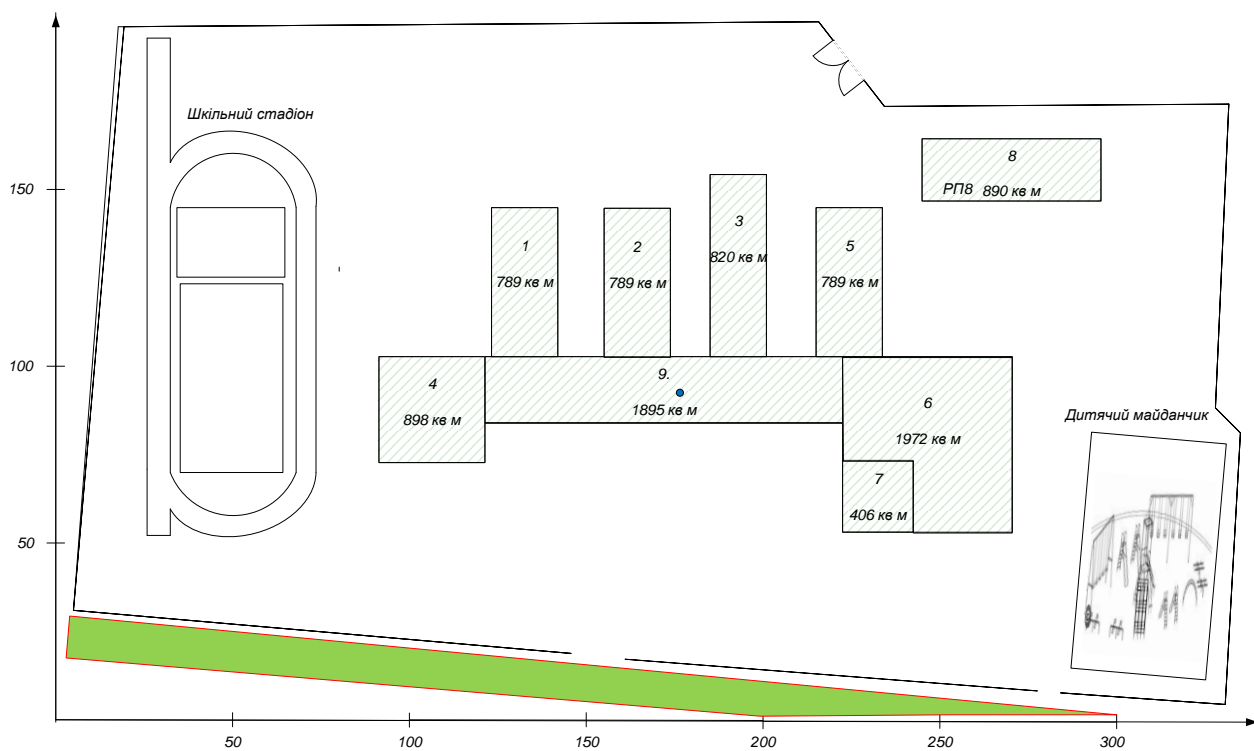 Шкільний стадіон
8
РП8 890 кв м
150
3
820 кв м
1
789 кв м
2
789 кв м
5
789 кв м
100
9.
1895 кв м
4
898 кв м
6
1972 кв м
Дитячий майданчик
7
406 кв м
50
50
100
150
200
250
300